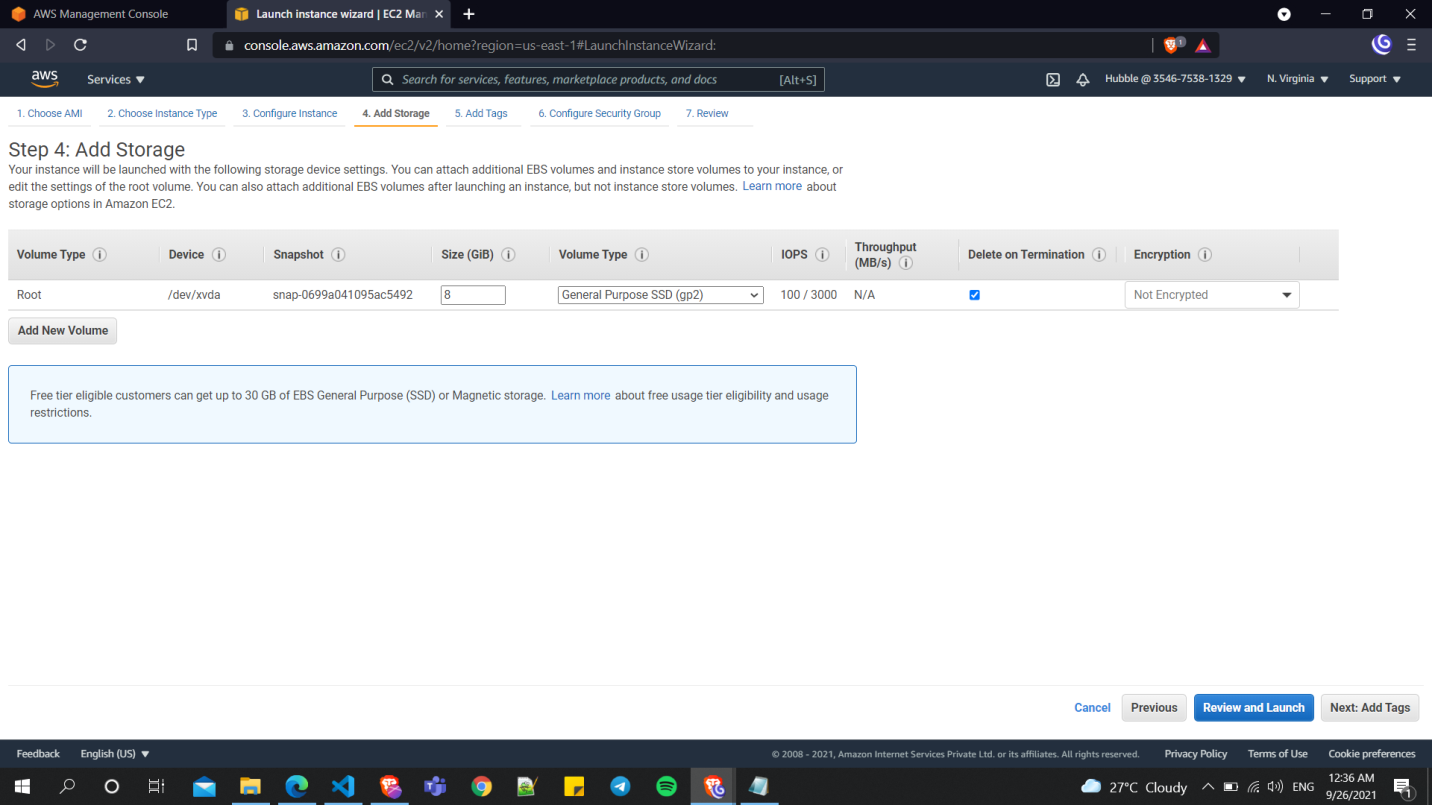 AWS Management Console
Launch instance wizard | EC2 Man
console.aws.amazon.com/ec2/v2/home?region=us-east-1#LaunchInstanceWizard:
1
aws
Services
Search for services, features, marketplace products, and docs
[Alt+S]
Hubble @ 3546-7538-1329
N. Virginia
Support
1. Choose AMI
2. Choose Instance Type
3. Configure Instance
4. Add Storage
5. Add Tags
6. Configure Security Group
7. Review
Step 4: Add Storage
Your instance will be launched with the following storage device settings. You can attach additional EBS volumes and instance store volumes to your instance, or
edit the settings of the root volume. You can also attach additional EBS volumes after launching an instance, but not instance store volumes. Learn more about
storage options in Amazon EC2.
Volume Type
Device
Snapshot
Size (GiB)
Volume Type
IOPS
Throughput
(MB/s)
Delete on Termination
Encryption
Root
/dev/xvda
snap-0699a041095ac5492
8
General Purpose SSD (gp2)
100 / 3000
N/A
Not Encrypted
Add New Volume
Free tier eligible customers can get up to 30 GB of EBS General Purpose (SSD) or Magnetic storage. Learn more about free usage tier eligibility and usage
restrictions.
Cancel
Previous
Review and Launch
Next: Add Tags
Feedback
English (US)
© 2008 - 2021, Amazon Internet Services Private Ltd. or its affiliates. All rights reserved.
Privacy Policy
Terms of Use
Cookie preferences
27°C Cloudy
ENG
12:36 AM
9/26/2021
1